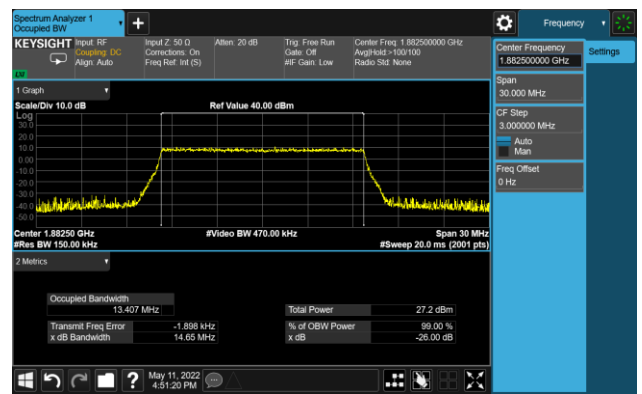 Spectrum Analyzer 1
Occupied BW
Frequency
KEYSIGHT
Input: RF
Coupling: DC
Align: Auto
Input Z: 50 Ω
Corrections: On
Freq Ref: Int (S)
Atten: 20 dB
Trig: Free Run
Gate: Off
#IF Gain: Low
Center Freq: 1.882500000 GHz
Avg|Hold:>100/100
Radio Std: None
Center Frequency
1.882500000 GHz
Settings
Span
30.000 MHz
CF Step
3.000000 MHz
Auto
Man
Freq Offset
0 Hz
1 Graph
Scale/Div 10.0 dB
Ref Value 40.00 dBm
Log
30.0
20.0
10.0
0.00
-10.0
-20.0
-30.0
-40.0
-50.0
Center 1.88250 GHz
#Video BW 470.00 kHz
Span 30 MHz
#Res BW 150.00 kHz
#Sweep 20.0 ms (2001 pts)
2 Metrics
Occupied Bandwidth
13.407 MHz
Total Power
27.2 dBm
Transmit Freq Error
-1.898 kHz
% of OBW Power
99.00 %
x dB Bandwidth
14.65 MHz
x dB
-26.00 dB
May 11, 2022
4:51:20 PM